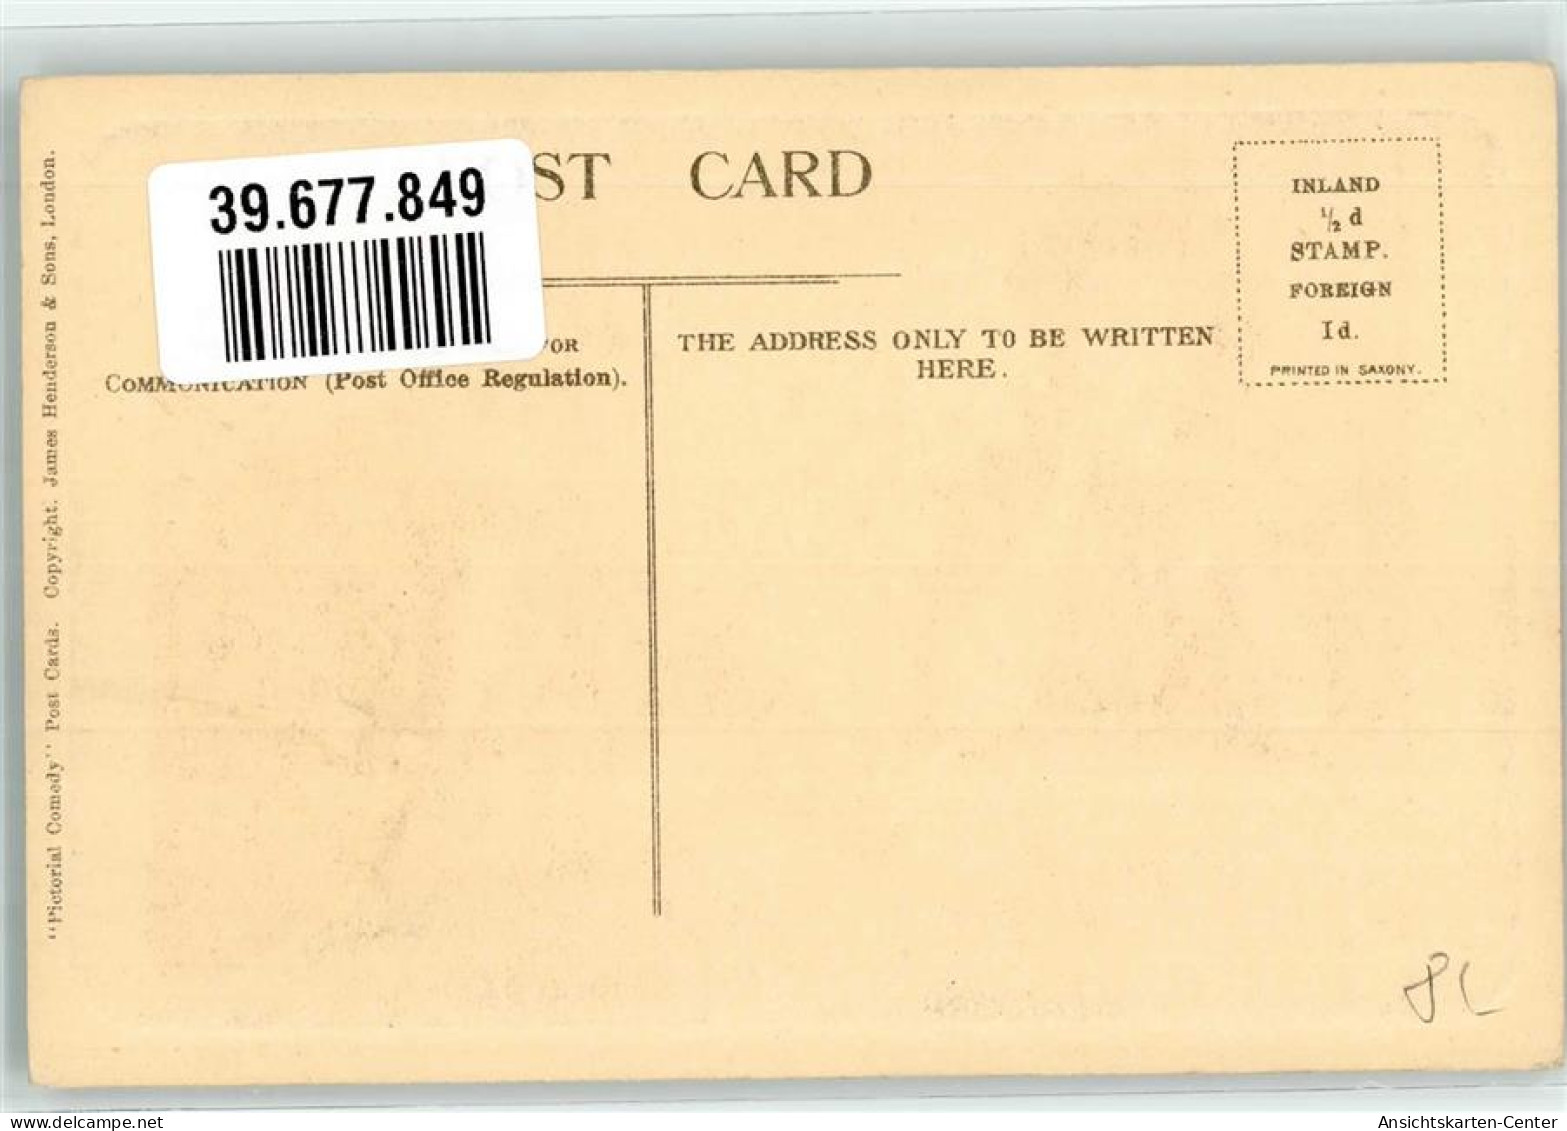 39.677.849
ST CARD
INLAND
½ d
STAMP.
FOREIGN
1d.
PRINTED IN SAXONY.
FOR
COMMUNICATION (Post Office Regulation).
THE ADDRESS ONLY TO BE WRITTEN
HERE.
"Pictorial Comedy" Post Cards. Copyright. James Henderson & Sons, London.
delcampe.net
Ansichtskarten-Center